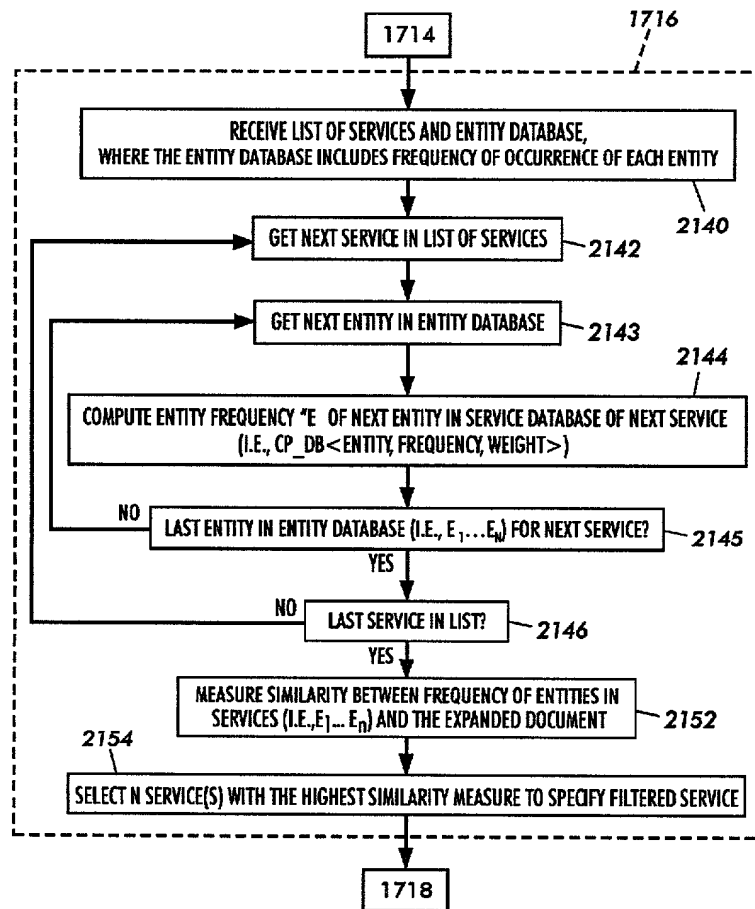 1714
1716
RECEIVE LIST OF SERVICES AND ENTITY DATABASE,
WHERE THE ENTITY DATABASE INCLUDES FREQUENCY OF OCCURRENCE OF EACH ENTITY
2140
GET NEXT SERVICE IN LIST OF SERVICES
2142
GET NEXT ENTITY IN ENTITY DATABASE
2143
2144
COMPUTE ENTITY FREQUENCY "E OF NEXT ENTITY IN SERVICE DATABASE OF NEXT SERVICE
(I.E., CP_DB<ENTITY, FREQUENCY, WEIGHT>)
NO
LAST ENTITY IN ENTITY DATABASE (I.E., E1...EN) FOR NEXT SERVICE?
2145
YES
NO
LAST SERVICE IN LIST?
2146
YES
MEASURE SIMILARITY BETWEEN FREQUENCY OF ENTITIES IN
SERVICES (I.E.,E1... En) AND THE EXPANDED DOCUMENT
2152
2154
SELECT N SERVICE(S) WITH THE HIGHEST SIMILARITY MEASURE TO SPECIFY FILTERED SERVICE
1718